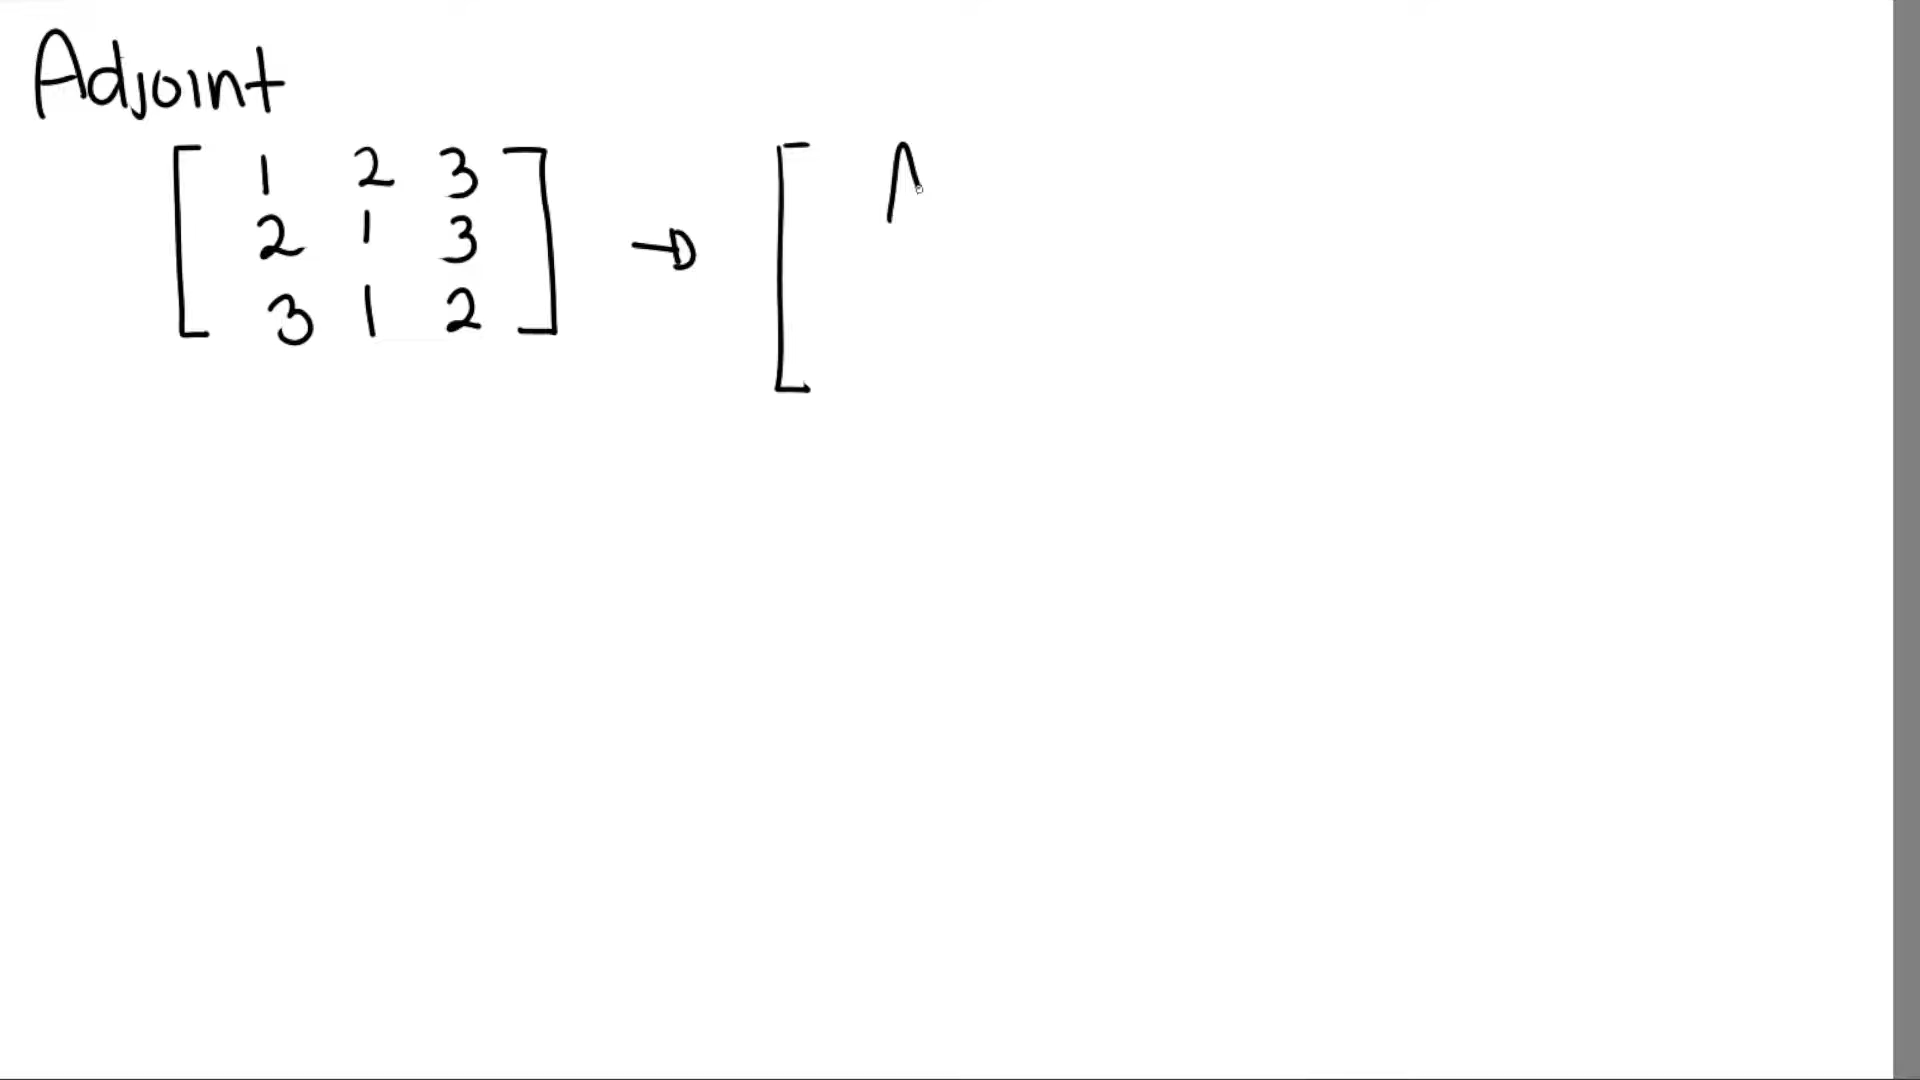 Adjoint
[ 1 2 3 ] → [
2 1 3
3 1 2